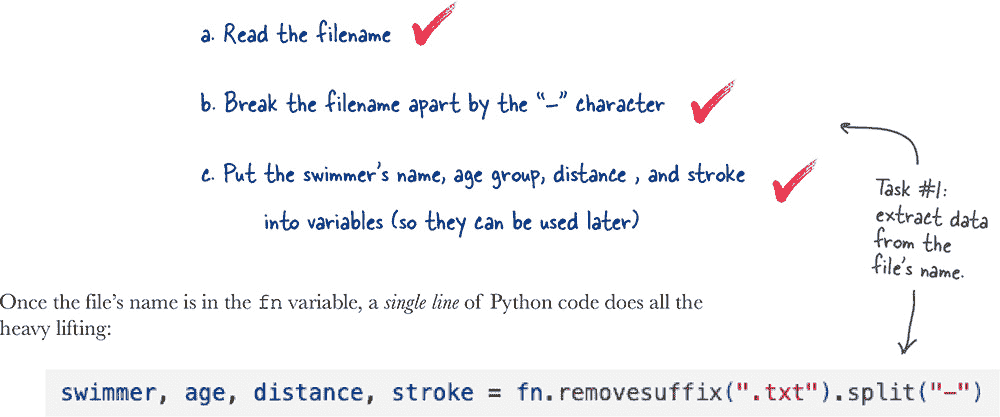 a. Read the filename
b. Break the filename apart by the “-” character
c. Put the swimmer’s name, age group, distance , and stroke
into variables (so they can be used later)
Task #1:
extract data
from the
file’s name.
Once the file’s name is in the fn variable, a single line of Python code does all the
heavy lifting:
swimmer, age, distance, stroke = fn.removesuffix(".txt").split("-")